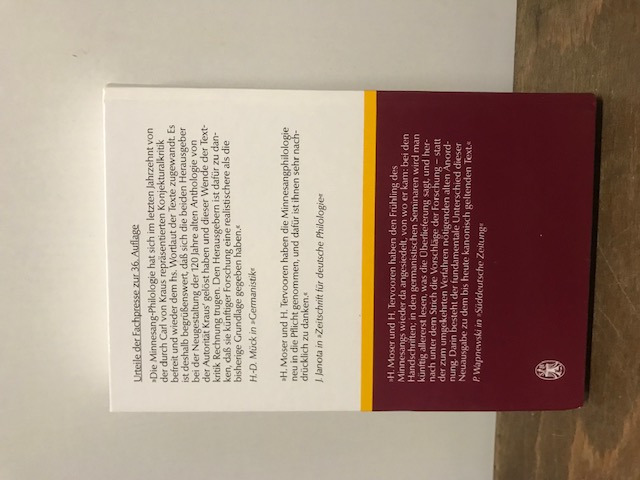 Urteile der Fachpresse zur 36. Auflage
»Die Minnesang-Philologie hat sich im letzten Jahrzehnt von
der durch Carl von Kraus repräsentierten Konjekturalkritik
befreit und wieder dem hs. Wortlaut der Texte zugewandt. Es
ist deshalb begrüßenswert, daß sich die beiden Herausgeber
bei der Neugestaltung der 120 Jahre alten Anthologie von
der Autorität Kraus' gelöst haben und dieser Wende der Text-
kritik Rechnung trugen. Den Herausgebern ist dafür zu dan-
ken, daß sie künftiger Forschung eine realistischere als die
bisherige Grundlage gegeben haben.«
H.-D. Mück in »Germanistik«
»H. Moser und H. Tervooren haben die Minnesangphilologie
neu in die Pflicht genommen, und dafür ist ihnen sehr nach-
drücklich zu danken.«
J. Janota in »Zeitschrift für deutsche Philologie«
»H. Moser und H. Tervooren haben den Frühling des
Minnesangs wieder da angesiedelt, von wo er kam: bei den
Handschriften; in den germanistischen Seminaren wird man
künftig allererst lesen, was die Überlieferung sagt, und her-
nach unter dem Strich die Vorschläge der Forschung – statt
der zum umgekehrten Verfahren nötigenden alten Anord-
nung. Darin besteht der fundamentale Unterschied dieser
Neuausgabe zu dem bis heute kanonisch geltenden Text.«
P. Wapnewski in »Süddeutsche Zeitung«